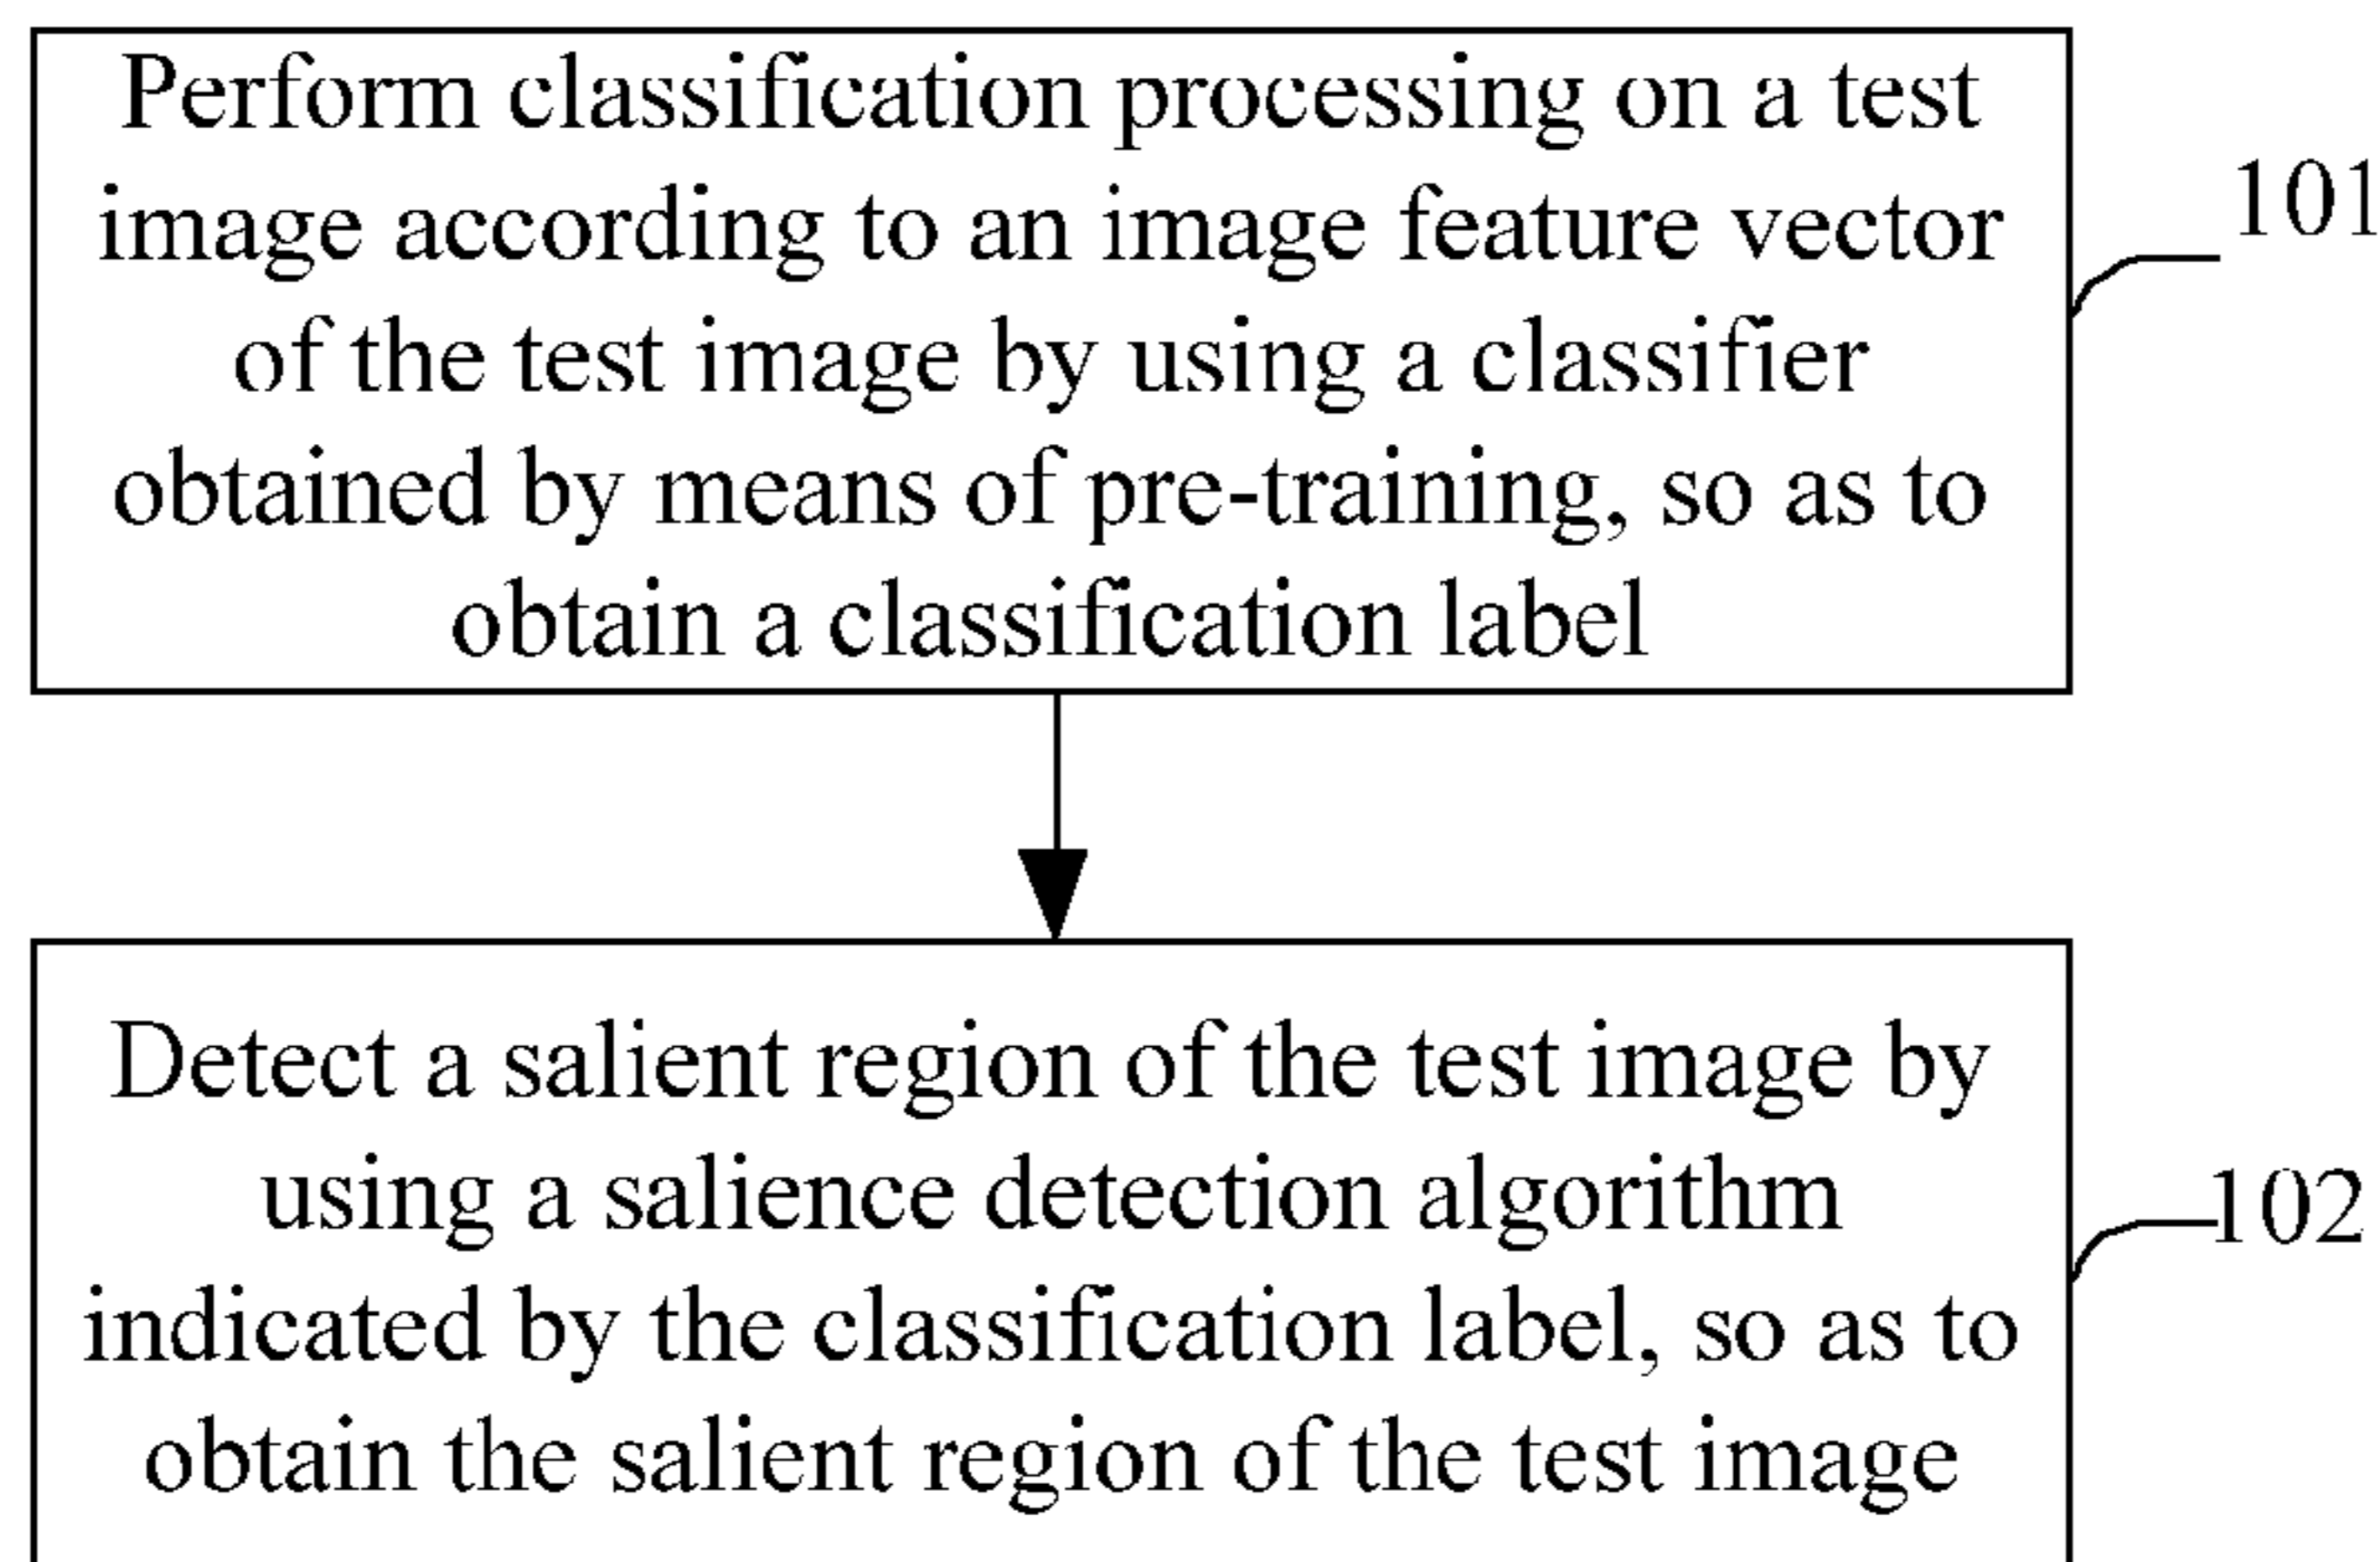 Perform classification processing on a test
image according to an image feature vector
of the test image by using a classifier
obtained by means of pre-training, so as to
obtain a classification label
101
Detect a salient region of the test image by
using a salience detection algorithm
indicated by the classification label, so as to
obtain the salient region of the test image
102